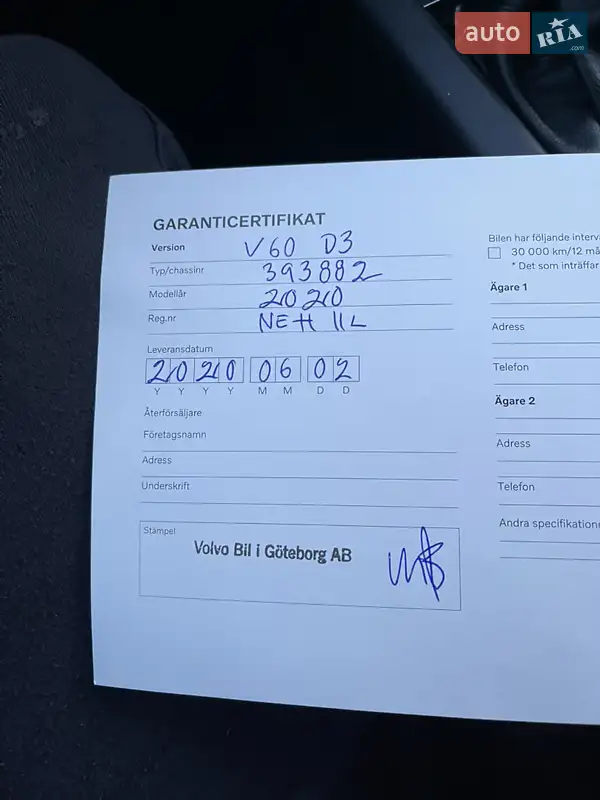 auto RIA .com
GARANTICERTIFIKAT
Version V60 D3
Typ/chassinr 393882
Modellår 2020
Reg.nr NEH 11L
Leveransdatum
2020 06 02
Y Y Y Y M M D D
Återförsäljare
Företagsnamn
Adress
Underskrift
Stämpel
Volvo Bil i Göteborg AB
Bilen har följande interva
30 000 km/12 må
* Det som inträffar
Ägare 1
Adress
Telefon
Ägare 2
Adress
Telefon
Andra specifikatione